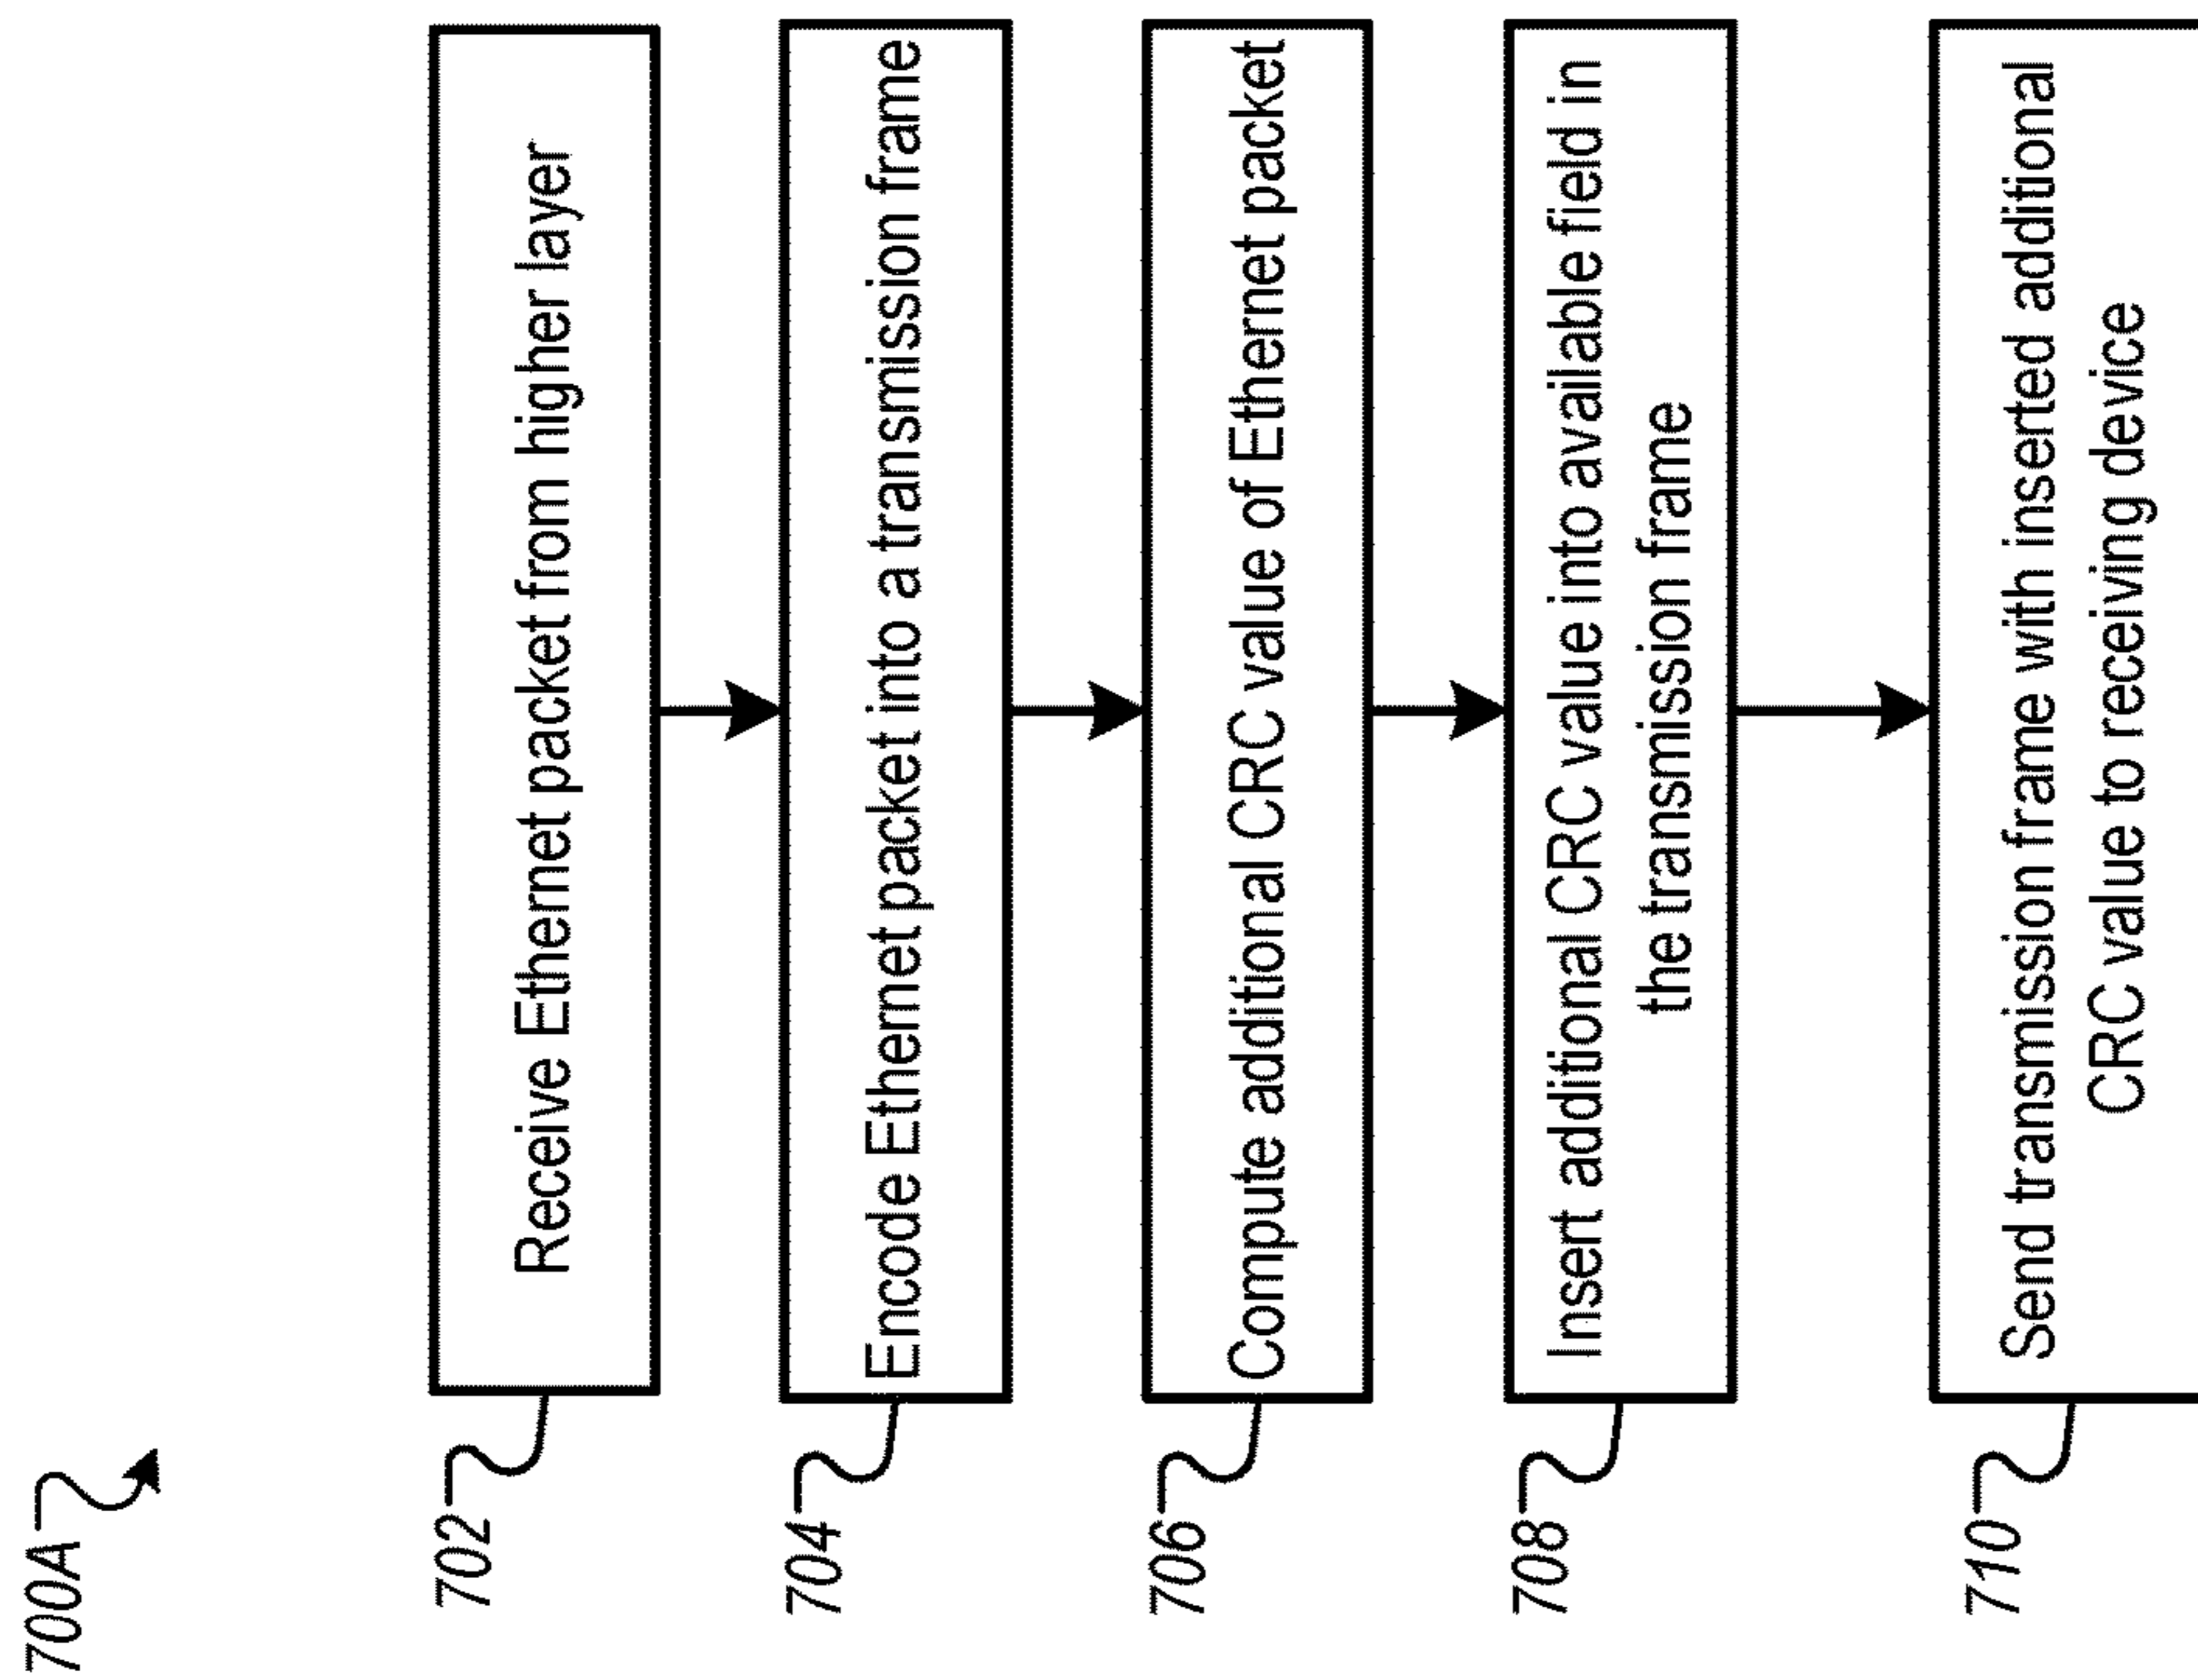 700A
702
Receive Ethernet packet from higher layer
704
Encode Ethernet packet into a transmission frame
706
Compute additional CRC value of Ethernet packet
708
Insert additional CRC value into available field in
the transmission frame
710
Send transmission frame with inserted additional
CRC value to receiving device